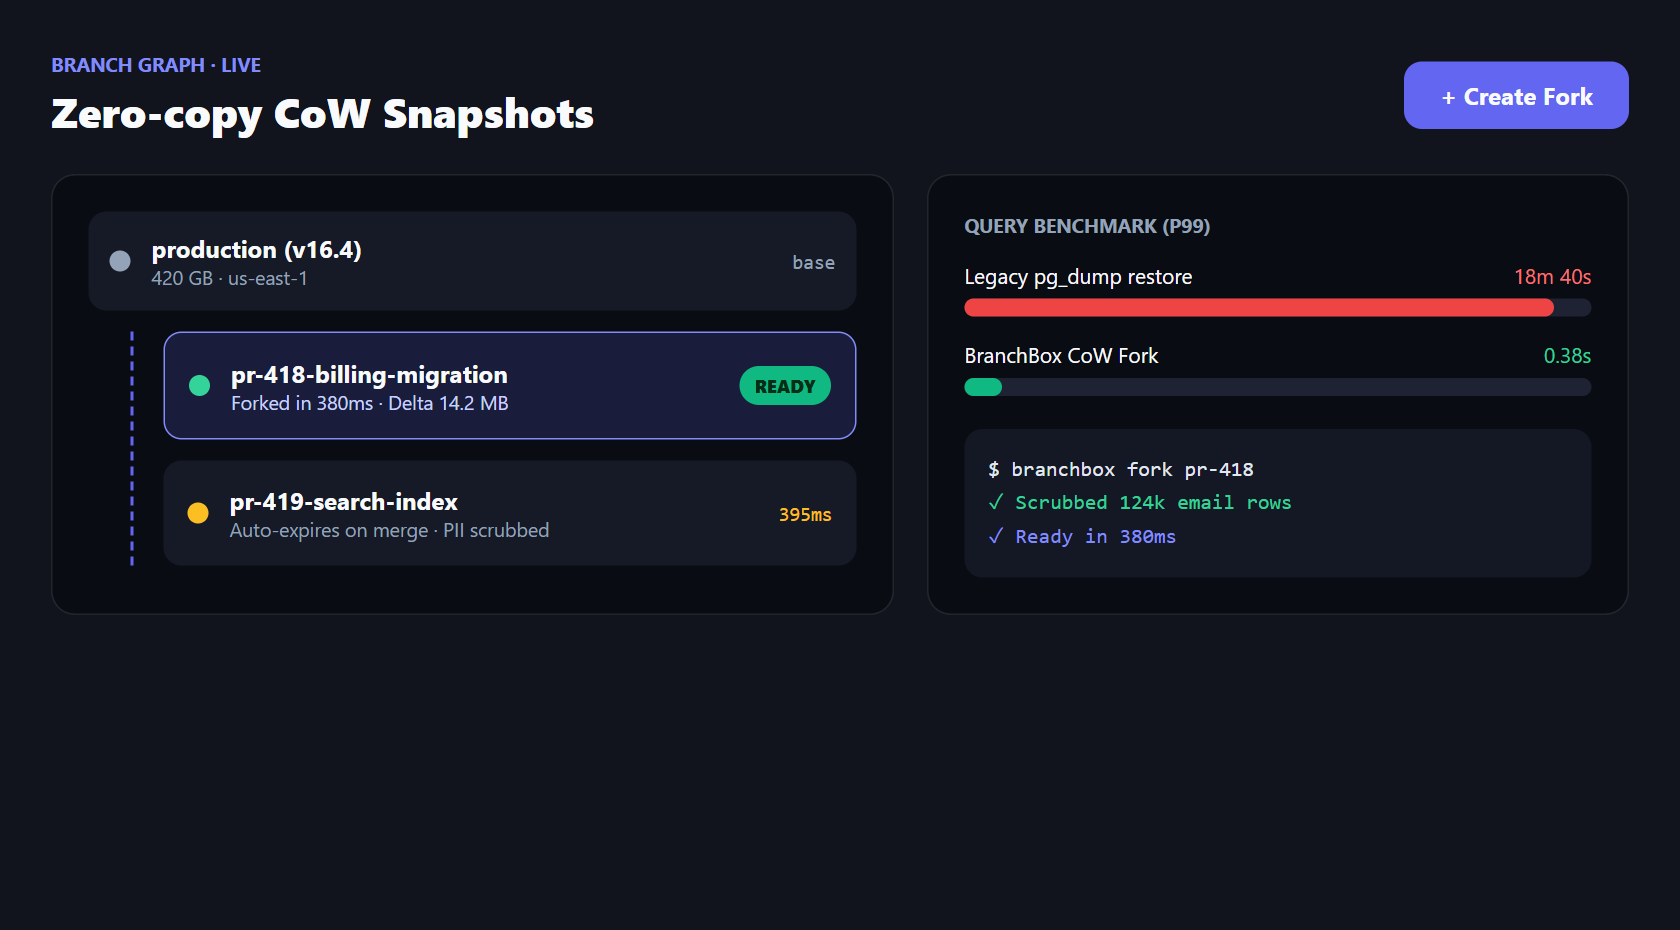 BRANCH GRAPH · LIVE
Zero-copy CoW Snapshots
+ Create Fork
production (v16.4)
420 GB · us-east-1
base
pr-418-billing-migration
Forked in 380ms · Delta 14.2 MB
READY
pr-419-search-index
Auto-expires on merge · PII scrubbed
395ms
QUERY BENCHMARK (P99)
Legacy pg_dump restore
18m 40s
BranchBox CoW Fork
0.38s
$ branchbox fork pr-418
✓ Scrubbed 124k email rows
✓ Ready in 380ms